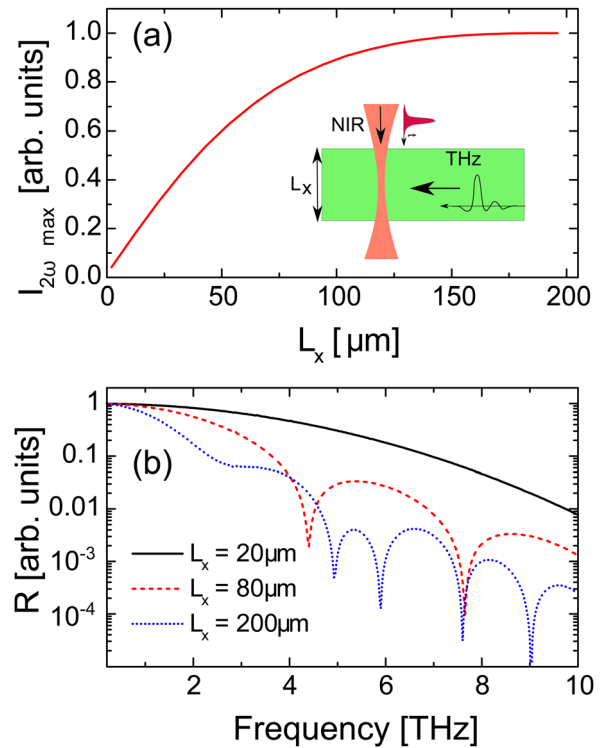 (a)
I2ω max [arb. units]
1.0
0.8
0.6
0.4
0.2
0.0
NIR
THz
Lx
0 50 100 150 200
Lx [µm]
(b)
R [arb. units]
1
0.1
0.01
10-3
10-4
Lx = 20µm
Lx = 80µm
Lx = 200µm
2 4 6 8 10
Frequency [THz]